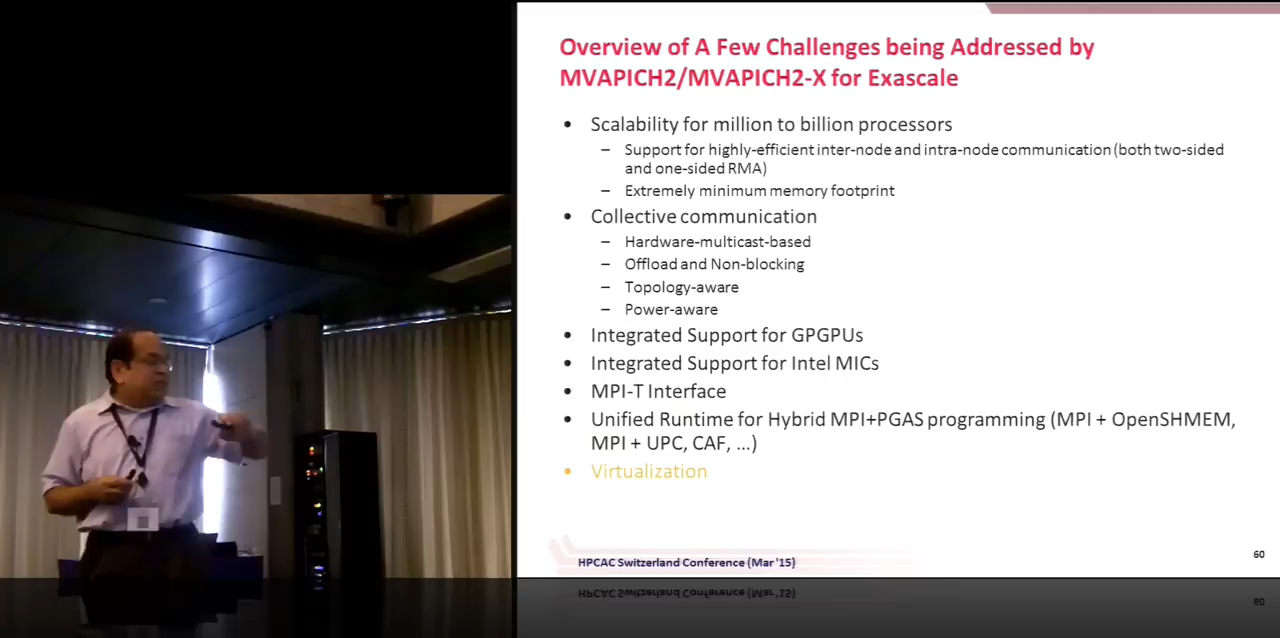 Overview of A Few Challenges being Addressed by
MVAPICH2/MVAPICH2-X for Exascale
• Scalability for million to billion processors
– Support for highly-efficient inter-node and intra-node communication (both two-sided
and one-sided RMA)
– Extremely minimum memory footprint
• Collective communication
– Hardware-multicast-based
– Offload and Non-blocking
– Topology-aware
– Power-aware
• Integrated Support for GPGPUs
• Integrated Support for Intel MICs
• MPI-T Interface
• Unified Runtime for Hybrid MPI+PGAS programming (MPI + OpenSHMEM,
MPI + UPC, CAF, ...)
• Virtualization
HPCAC Switzerland Conference (Mar '15)
60